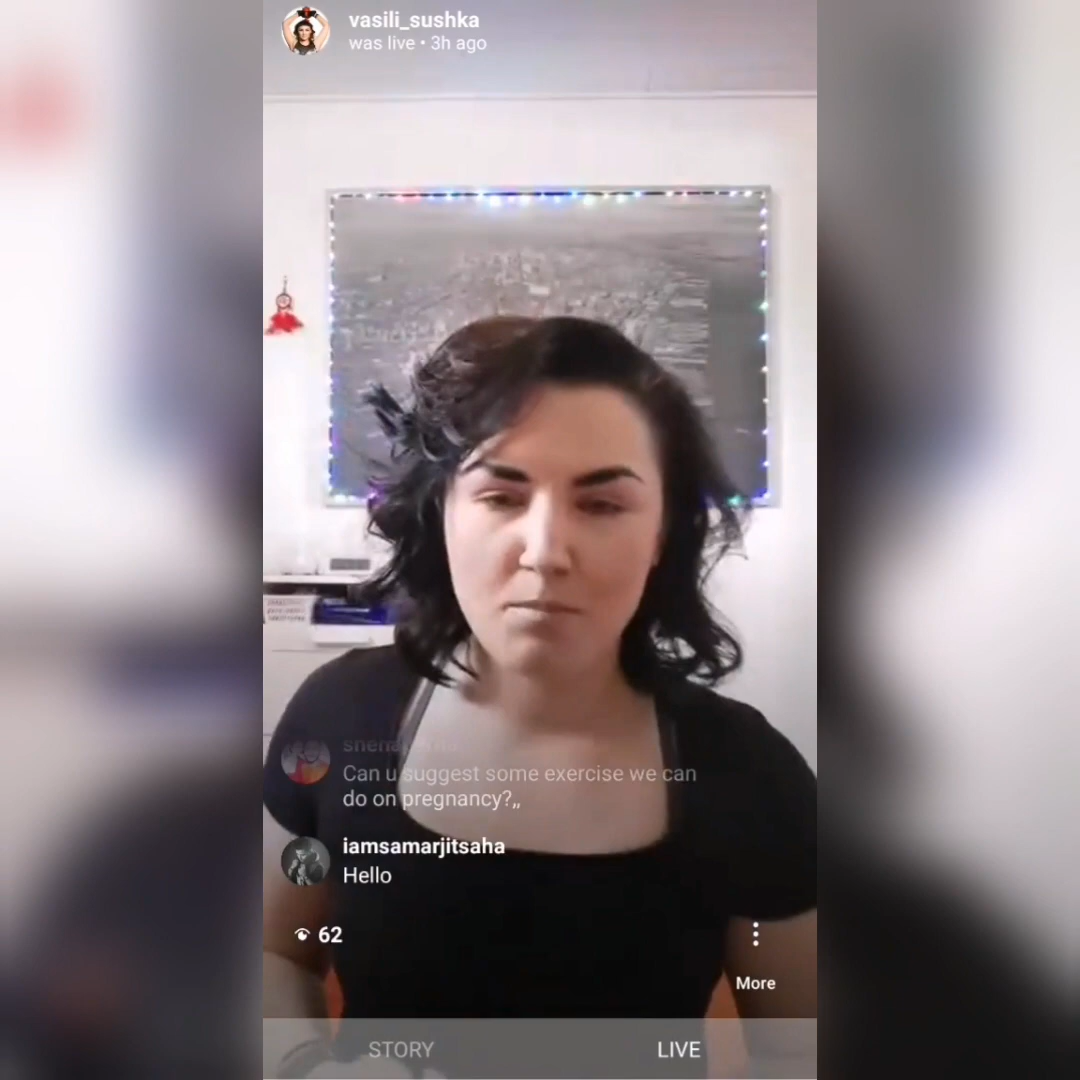 vasili_sushka
was live • 3h ago
Can u suggest some exercise we can
do on pregnancy?,,
iamsamarjitsaha
Hello
62
More
STORY
LIVE